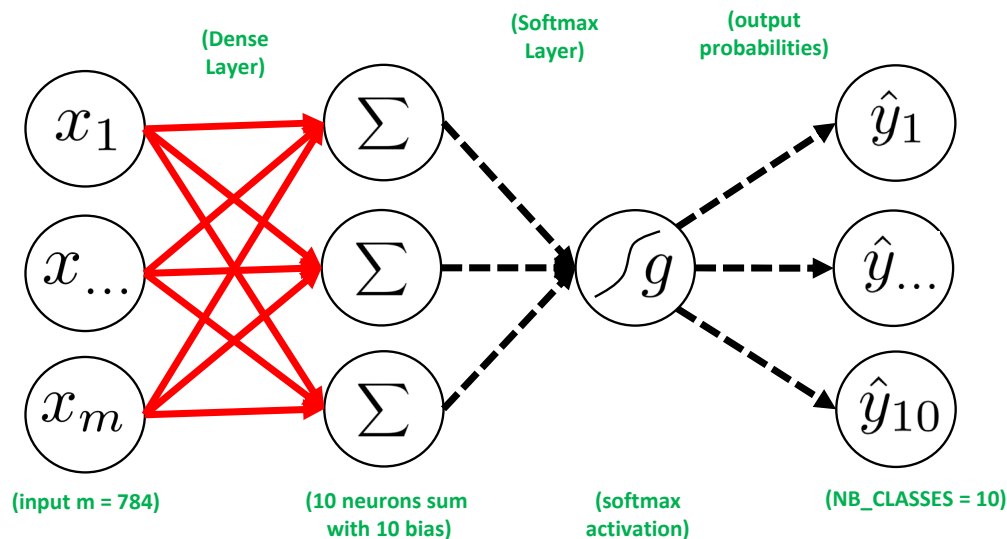 (Dense
Layer)
(Softmax
Layer)
(output
probabilities)
x₁
∑
ŷ₁
x...
∑
g
ŷ...
xₘ
∑
ŷ₁₀
(input m = 784)
(10 neurons sum
with 10 bias)
(softmax
activation)
(NB_CLASSES = 10)